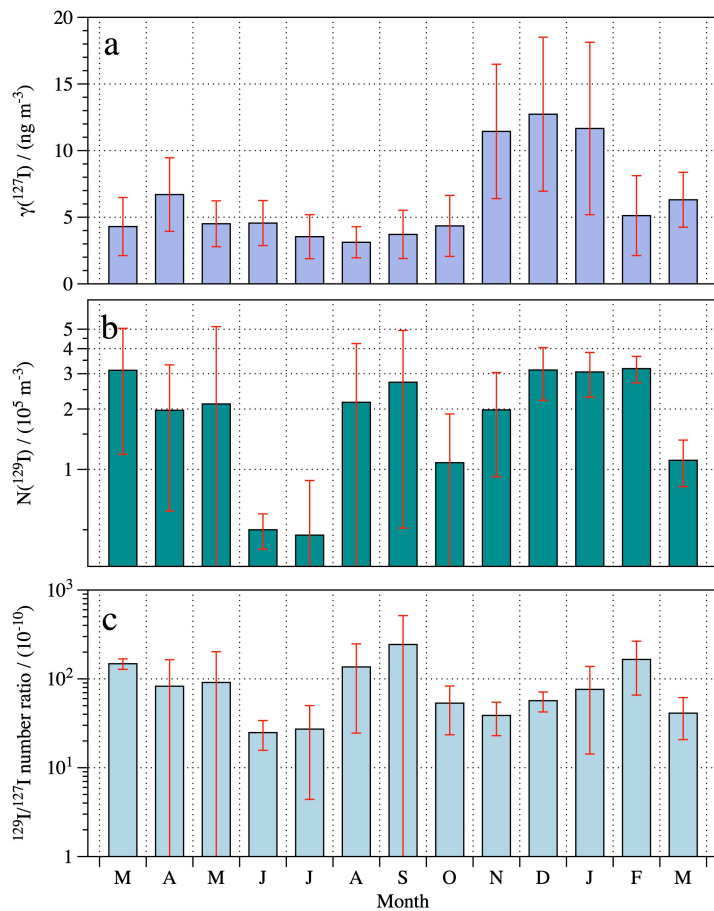 a
20
15
10
5
0
γ(¹²⁷I) / (ng m⁻³)
b
5
4
3
2
1
N(¹²⁹I) / (10⁵ m⁻³)
c
10³
10²
10¹
1
¹²⁹I/¹²⁷I number ratio / (10⁻¹⁰)
M A M J J A S O N D J F M
Month